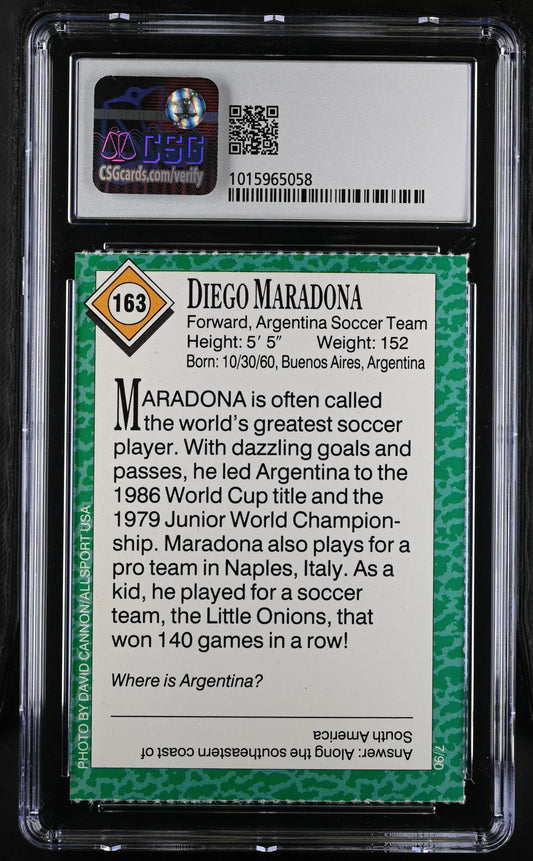 CSG
CSGcards.com/verify
1015965058
163
DIEGO MARADONA
Forward, Argentina Soccer Team
Height: 5′ 5″ Weight: 152
Born: 10/30/60, Buenos Aires, Argentina
MARADONA is often called
the world's greatest soccer
player. With dazzling goals and
passes, he led Argentina to the
1986 World Cup title and the
1979 Junior World Champion-
ship. Maradona also plays for a
pro team in Naples, Italy. As a
kid, he played for a soccer
team, the Little Onions, that
won 140 games in a row!
Where is Argentina?
Answer: Along the southeastern coast of
South America
7/90
PHOTO BY DAVID CANNON/ALLSPORT USA